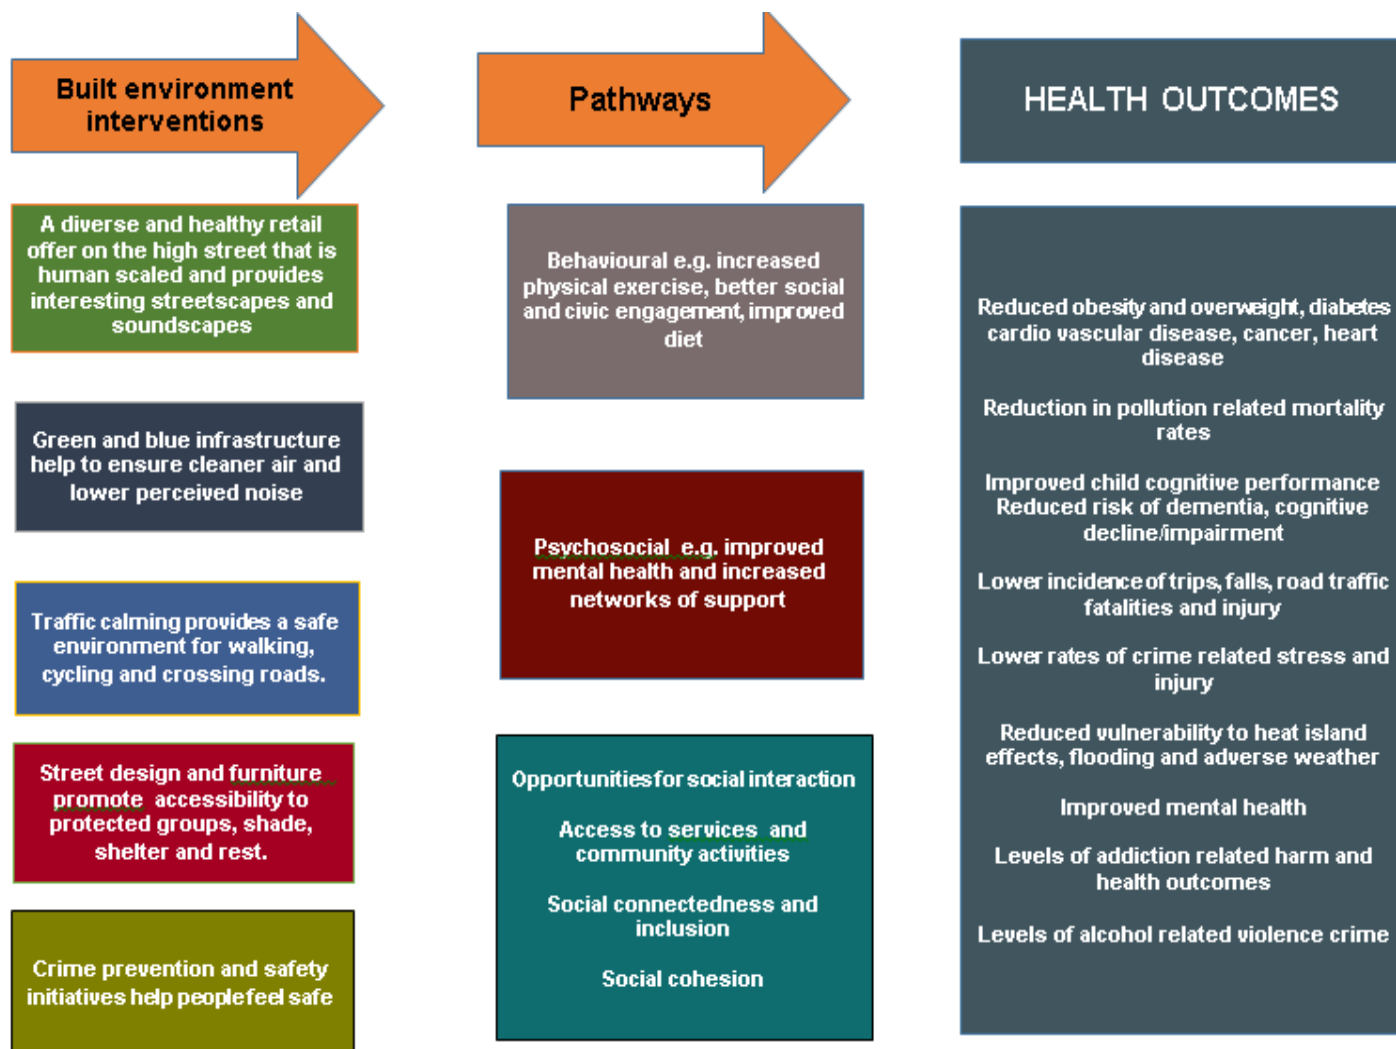 Built environment
interventions
A diverse and healthy retail
offer on the high street that is
human scaled and provides
interesting streetscapes and
soundscapes
Green and blue infrastructure
help to ensure cleaner air and
lower perceived noise
Traffic calming provides a safe
environment for walking,
cycling and crossing roads.
Street design and furniture
promote accessibility to
protected groups, shade,
shelter and rest.
Crime prevention and safety
initiatives help people feel safe
Pathways
Behavioural e.g. increased
physical exercise, better social
and civic engagement, improved
diet
Psychosocial e.g. improved
mental health and increased
networks of support
Opportunities for social interaction
Access to services and
community activities
Social connectedness and
inclusion
Social cohesion
HEALTH OUTCOMES
Reduced obesity and overweight, diabetes
cardio vascular disease, cancer, heart
disease
Reduction in pollution related mortality
rates
Improved child cognitive performance
Reduced risk of dementia, cognitive
decline/impairment
Lower incidence of trips, falls, road traffic
fatalities and injury
Lower rates of crime related stress and
injury
Reduced vulnerability to heat island
effects, flooding and adverse weather
Improved mental health
Levels of addiction related harm and
health outcomes
Levels of alcohol related violence crime